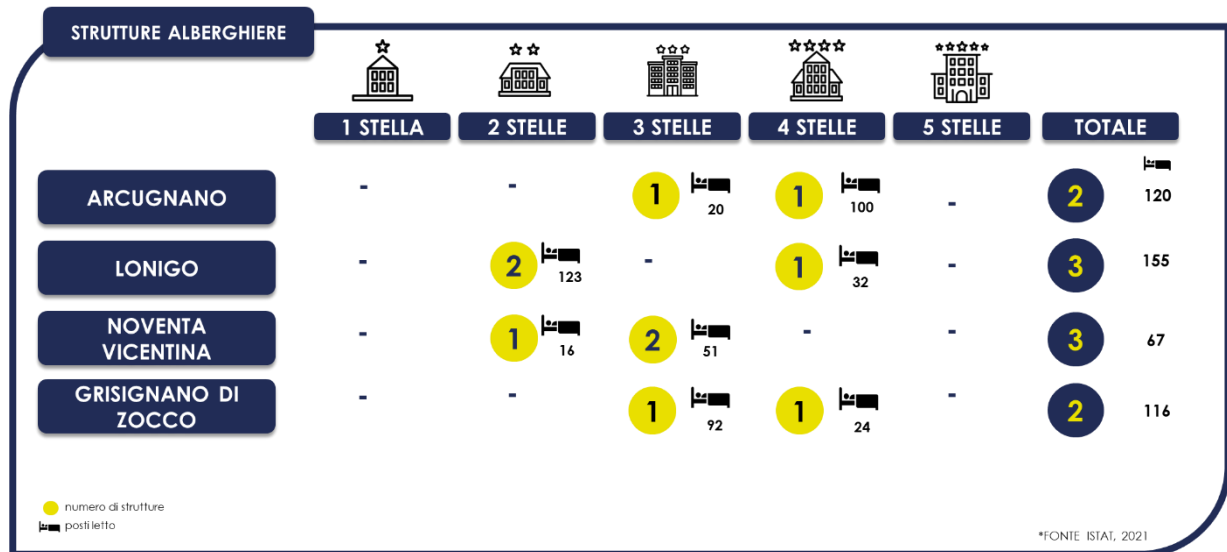 STRUTTURE ALBERGHIERE
1 STELLA 2 STELLE 3 STELLE 4 STELLE 5 STELLE TOTALE
ARCUGNANO - - 1 20 1 100 - 2 120
LONIGO - 2 123 - 1 32 - 3 155
NOVENTA
VICENTINA - 1 16 2 51 - - 3 67
GRISIGNANO DI
ZOCCO - - 1 92 1 24 - 2 116
numero di strutture
posti letto
*FONTE ISTAT, 2021